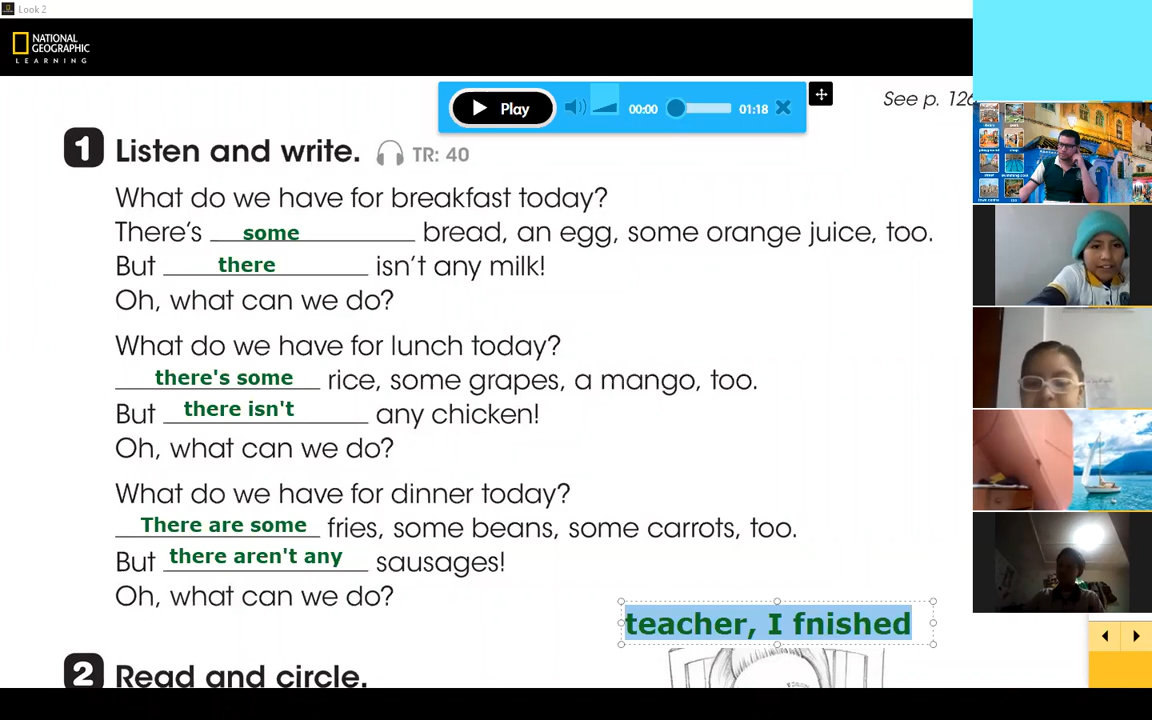 Look 2
NATIONAL
GEOGRAPHIC
LEARNING
Play 00:00 01:18
See p. 126
1 Listen and write. TR: 40
What do we have for breakfast today?
There's some bread, an egg, some orange juice, too.
But there isn't any milk!
Oh, what can we do?
What do we have for lunch today?
there's some rice, some grapes, a mango, too.
But there isn't any chicken!
Oh, what can we do?
What do we have for dinner today?
There are some fries, some beans, some carrots, too.
But there aren't any sausages!
Oh, what can we do?
teacher, I fnished
2 Read and circle.